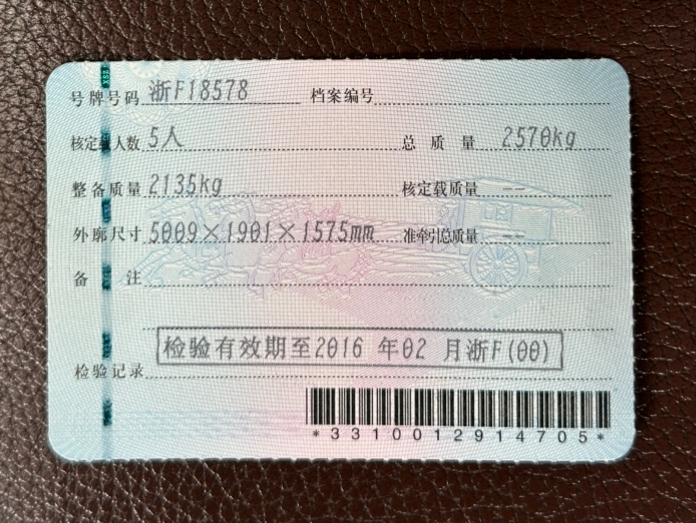 号牌号码 浙F18578 档案编号
核定载人数 5人 总质量 2570kg
整备质量 2135kg 核定载质量 --
外廓尺寸 5009×1901×1575mm 准牵引总质量 --
备注
检验有效期至2016 年02 月浙F(00)
检验记录
*3310012914705*